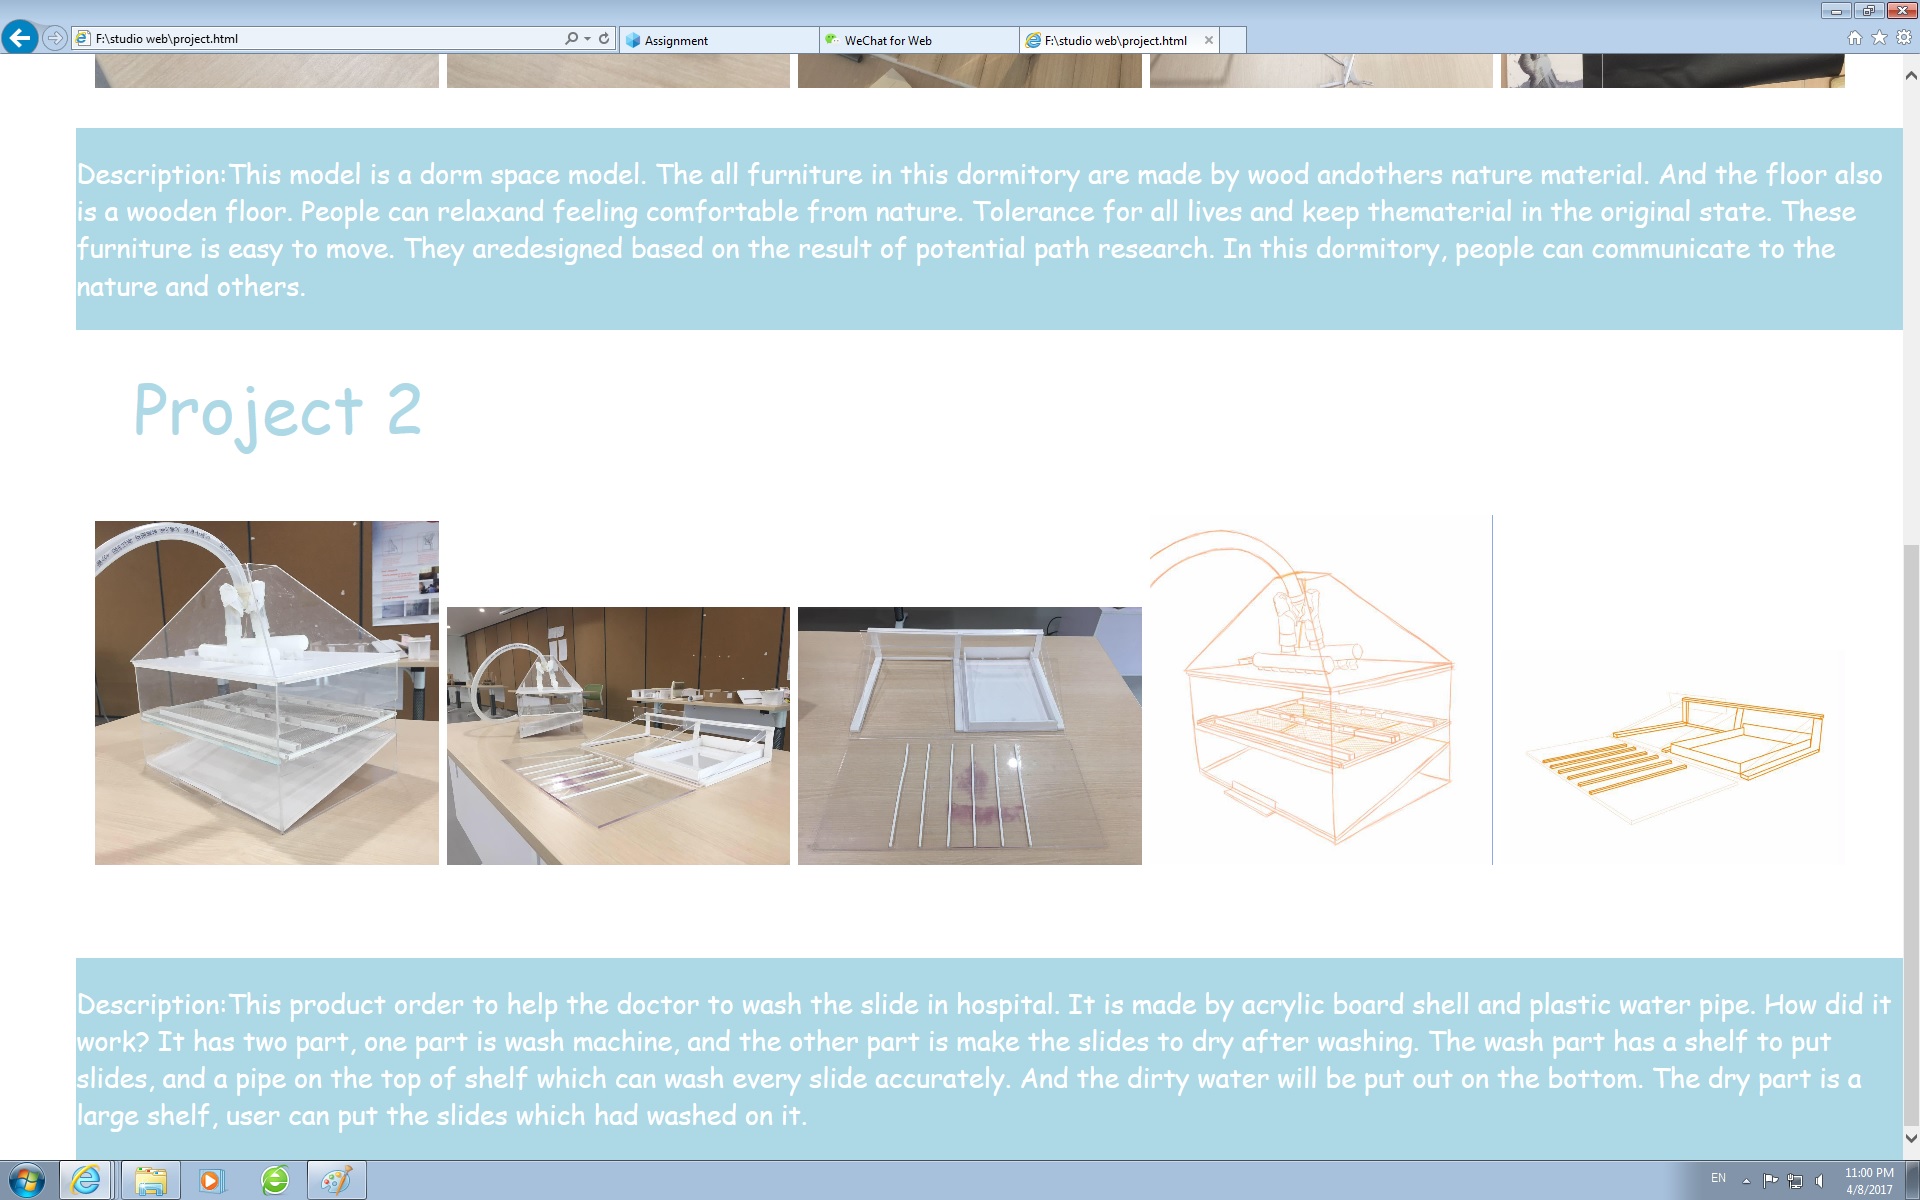 F:\studio web\project.html
Assignment
WeChat for Web
F:\studio web\project.html
Description:This model is a dorm space model. The all furniture in this dormitory are made by wood andothers nature material. And the floor also
is a wooden floor. People can relaxand feeling comfortable from nature. Tolerance for all lives and keep thematerial in the original state. These
furniture is easy to move. They aredesigned based on the result of potential path research. In this dormitory, people can communicate to the
nature and others.
Project 2
Description:This product order to help the doctor to wash the slide in hospital. It is made by acrylic board shell and plastic water pipe. How did it
work? It has two part, one part is wash machine, and the other part is make the slides to dry after washing. The wash part has a shelf to put
slides, and a pipe on the top of shelf which can wash every slide accurately. And the dirty water will be put out on the bottom. The dry part is a
large shelf, user can put the slides which had washed on it.
EN
11:00 PM
4/8/2017